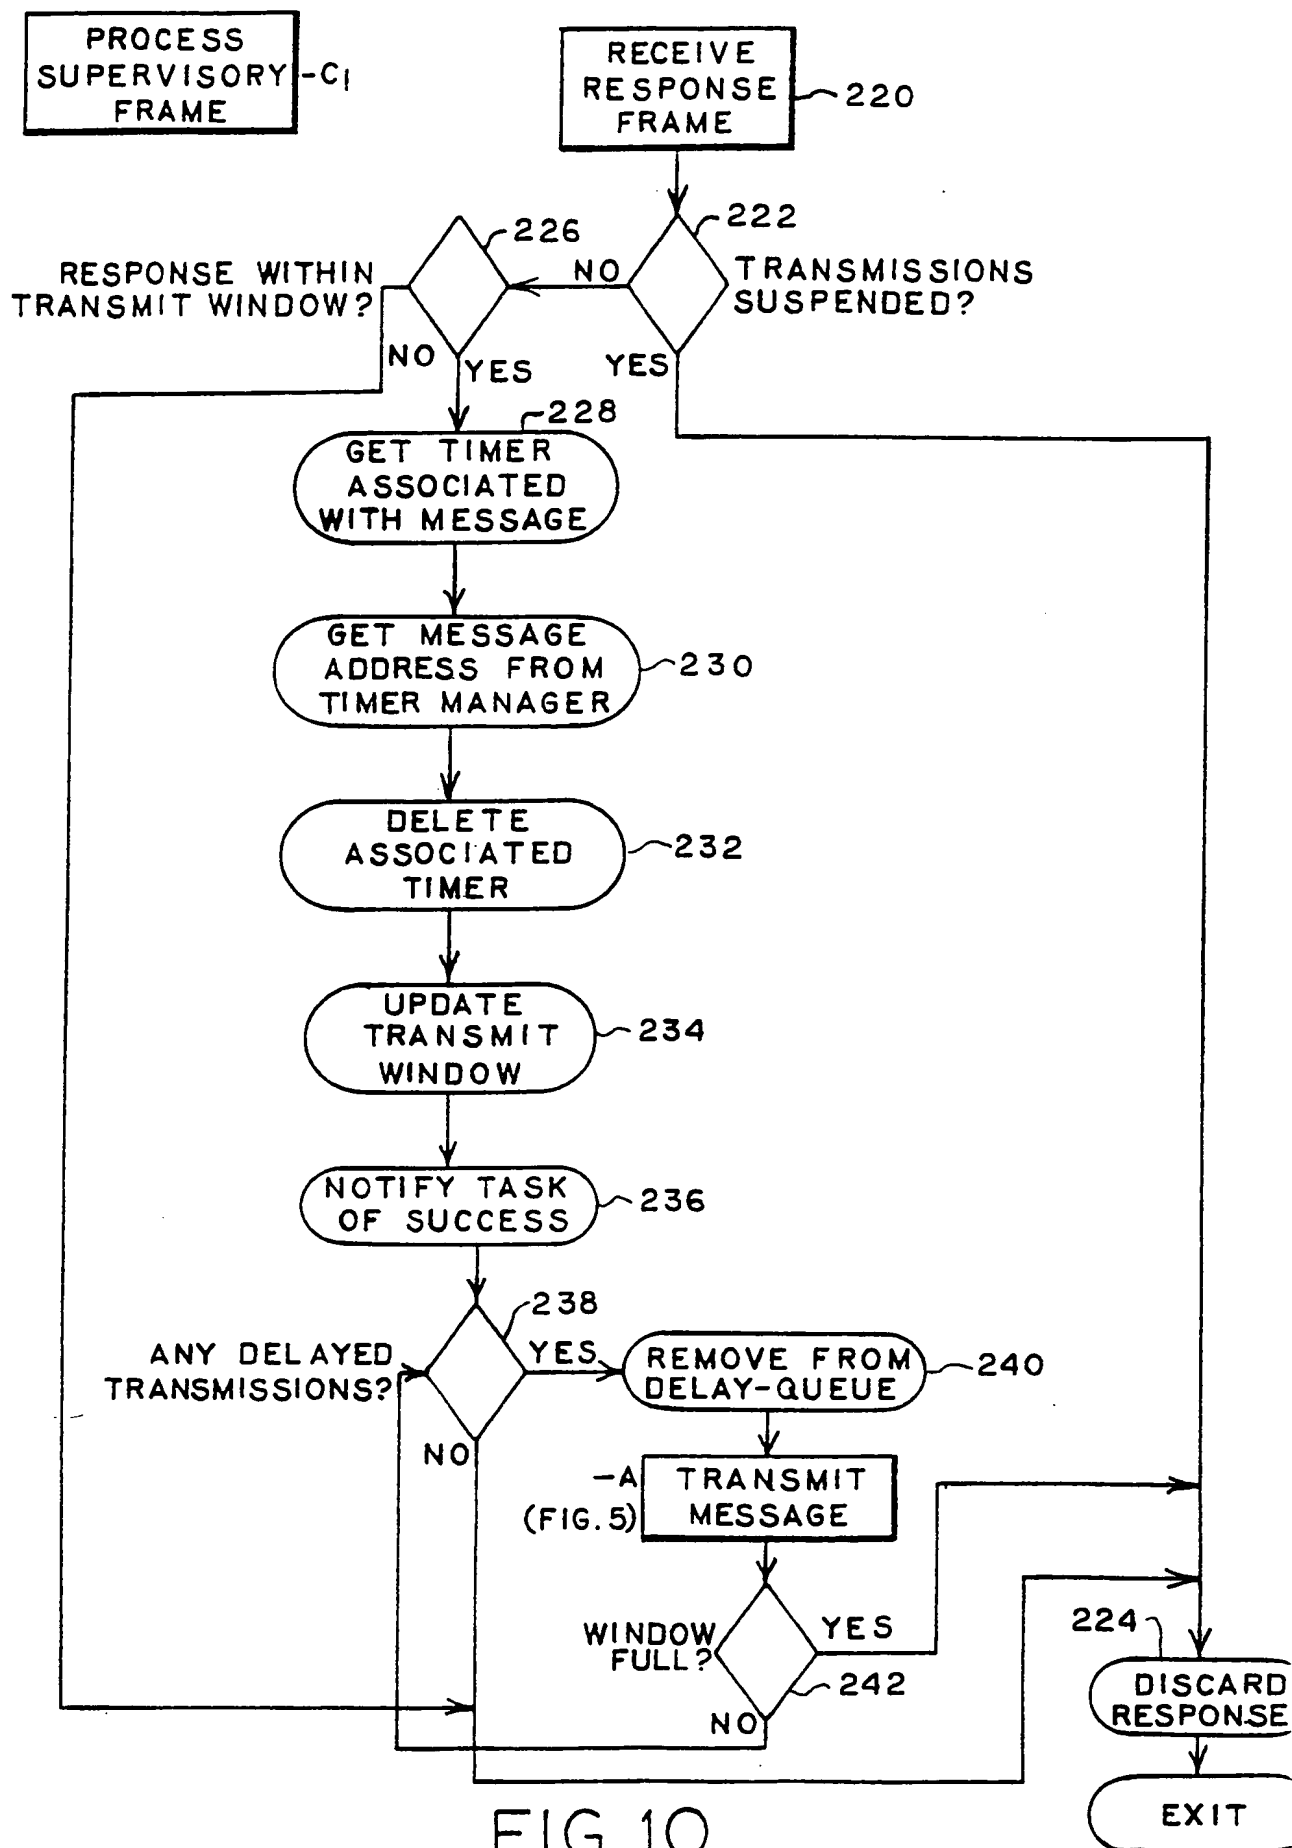 PROCESS
SUPERVISORY -C1
FRAME
RECEIVE
RESPONSE
FRAME
220
222
226
NO
TRANSMISSIONS
SUSPENDED?
RESPONSE WITHIN
TRANSMIT WINDOW?
NO
YES
YES
228
GET TIMER
ASSOCIATED
WITH MESSAGE
GET MESSAGE
ADDRESS FROM
TIMER MANAGER
230
DELETE
ASSOCIATED
TIMER
232
UPDATE
TRANSMIT
WINDOW
234
NOTIFY TASK
OF SUCCESS
236
238
ANY DELAYED
TRANSMISSIONS?
YES
NO
REMOVE FROM
DELAY-QUEUE
240
-A
(FIG. 5)
TRANSMIT
MESSAGE
WINDOW
FULL?
YES
242
NO
224
DISCARD
RESPONSE
EXIT
FIG. 10